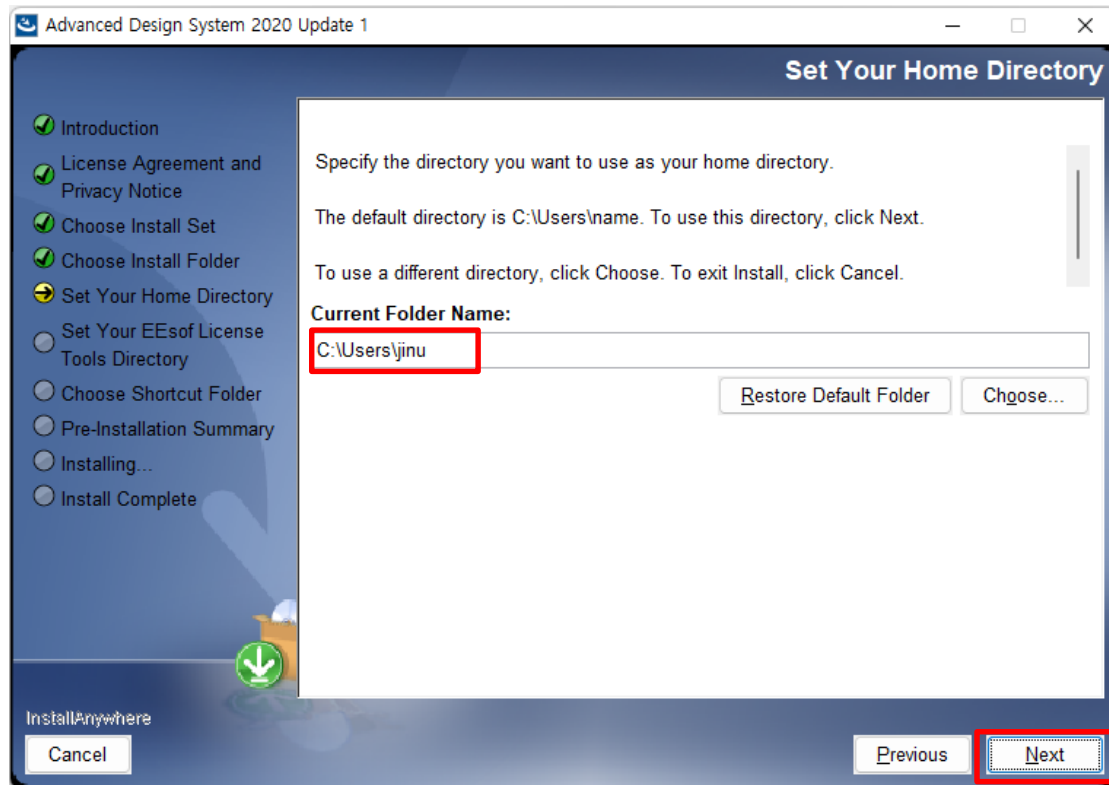 Advanced Design System 2020 Update 1
Set Your Home Directory
Introduction
License Agreement and
Privacy Notice
Choose Install Set
Choose Install Folder
Set Your Home Directory
Set Your EEsof License
Tools Directory
Choose Shortcut Folder
Pre-Installation Summary
Installing...
Install Complete
Specify the directory you want to use as your home directory.
The default directory is C:\Users\name. To use this directory, click Next.
To use a different directory, click Choose. To exit Install, click Cancel.
Current Folder Name:
C:\Users\jinu
Restore Default Folder
Choose...
InstallAnywhere
Cancel
Previous
Next